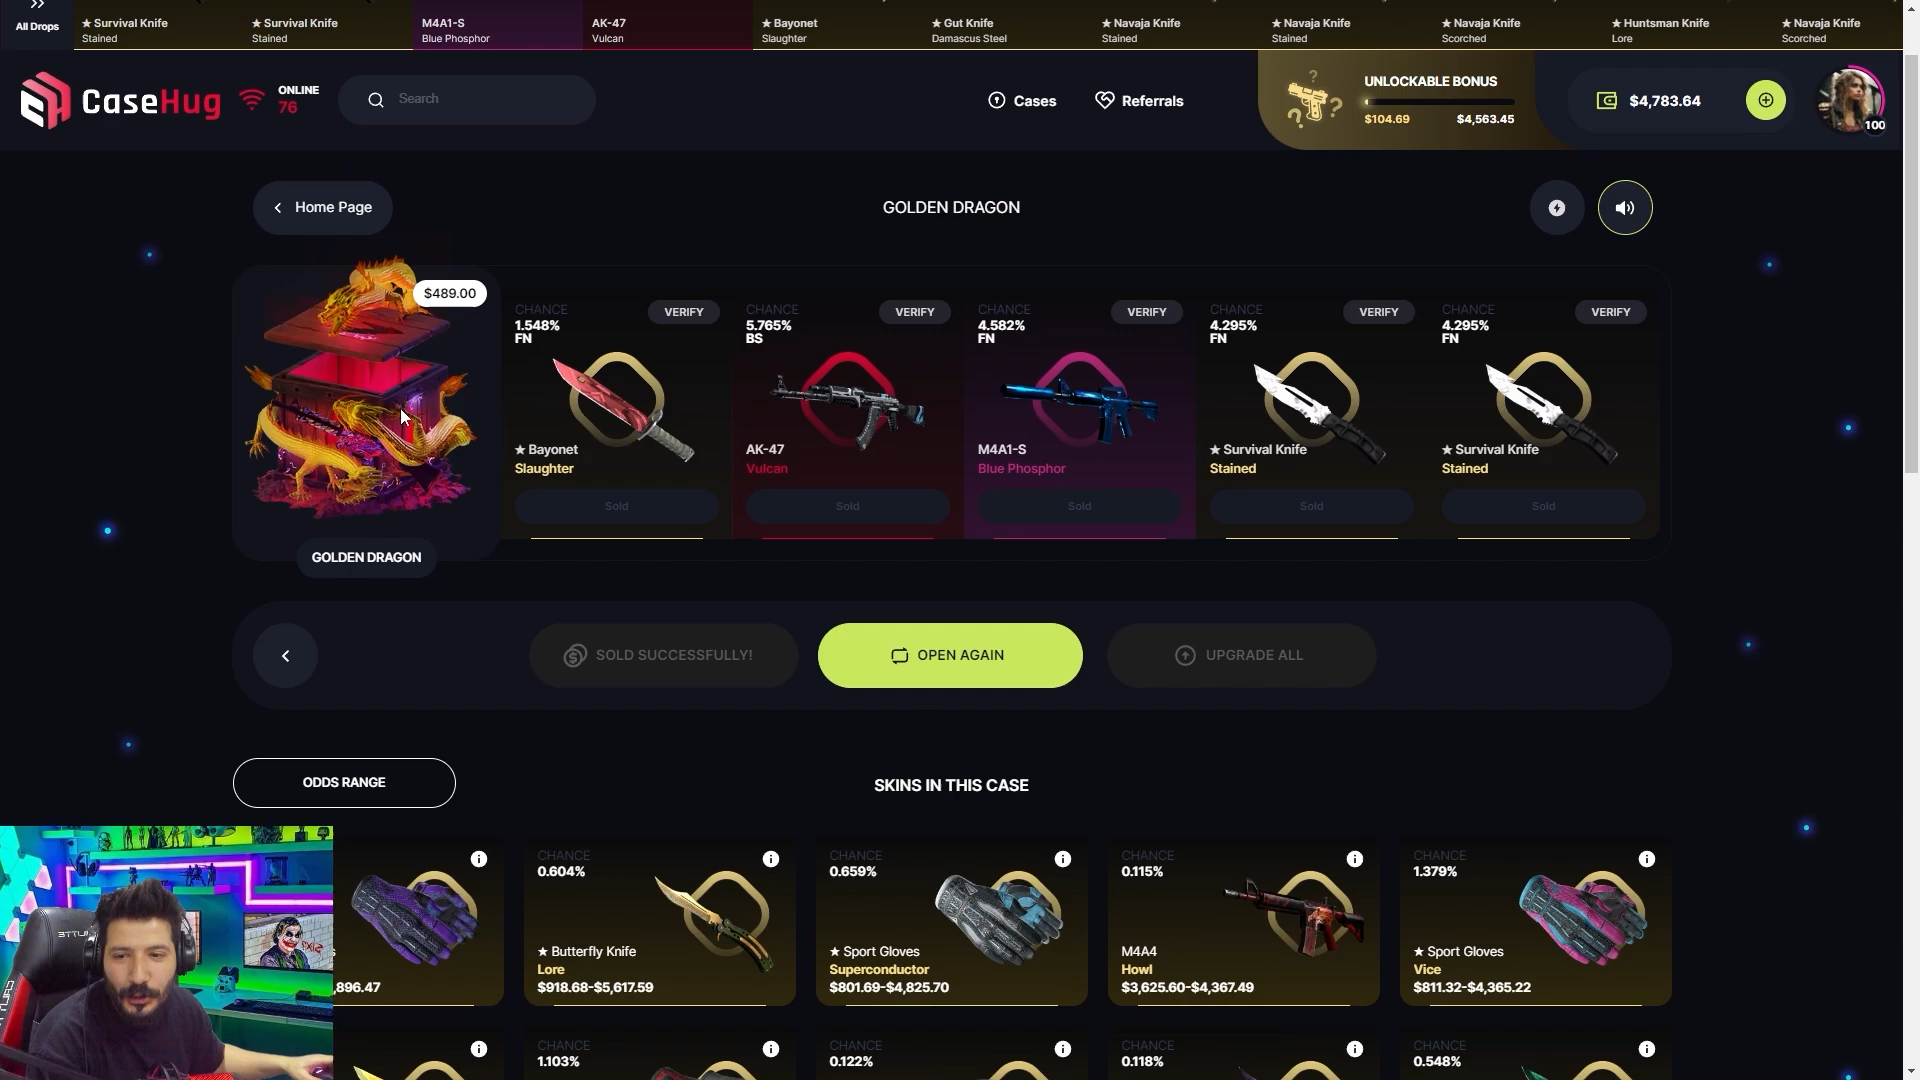 All Drops
★ Survival Knife
Stained
★ Survival Knife
Stained
M4A1-S
Blue Phosphor
AK-47
Vulcan
★ Bayonet
Slaughter
★ Gut Knife
Damascus Steel
★ Navaja Knife
Stained
★ Navaja Knife
Stained
★ Navaja Knife
Scorched
★ Huntsman Knife
Lore
★ Navaja Knife
Scorched
CaseHug
ONLINE
76
Search
Cases
Referrals
UNLOCKABLE BONUS
$104.69
$4,563.45
$4,783.64
100
Home Page
GOLDEN DRAGON
$489.00
GOLDEN DRAGON
CHANCE
1.548%
FN
VERIFY
★ Bayonet
Slaughter
Sold
CHANCE
5.765%
BS
VERIFY
AK-47
Vulcan
Sold
CHANCE
4.582%
FN
VERIFY
M4A1-S
Blue Phosphor
Sold
CHANCE
4.295%
FN
VERIFY
★ Survival Knife
Stained
Sold
CHANCE
4.295%
FN
VERIFY
★ Survival Knife
Stained
Sold
SOLD SUCCESSFULLY!
OPEN AGAIN
UPGRADE ALL
ODDS RANGE
SKINS IN THIS CASE
,896.47
CHANCE
0.604%
★ Butterfly Knife
Lore
$918.68-$5,617.59
CHANCE
0.659%
★ Sport Gloves
Superconductor
$801.69-$4,825.70
CHANCE
0.115%
M4A4
Howl
$3,625.60-$4,367.49
CHANCE
1.379%
★ Sport Gloves
Vice
$811.32-$4,365.22
CHANCE
1.103%
CHANCE
0.122%
CHANCE
0.118%
CHANCE
0.548%